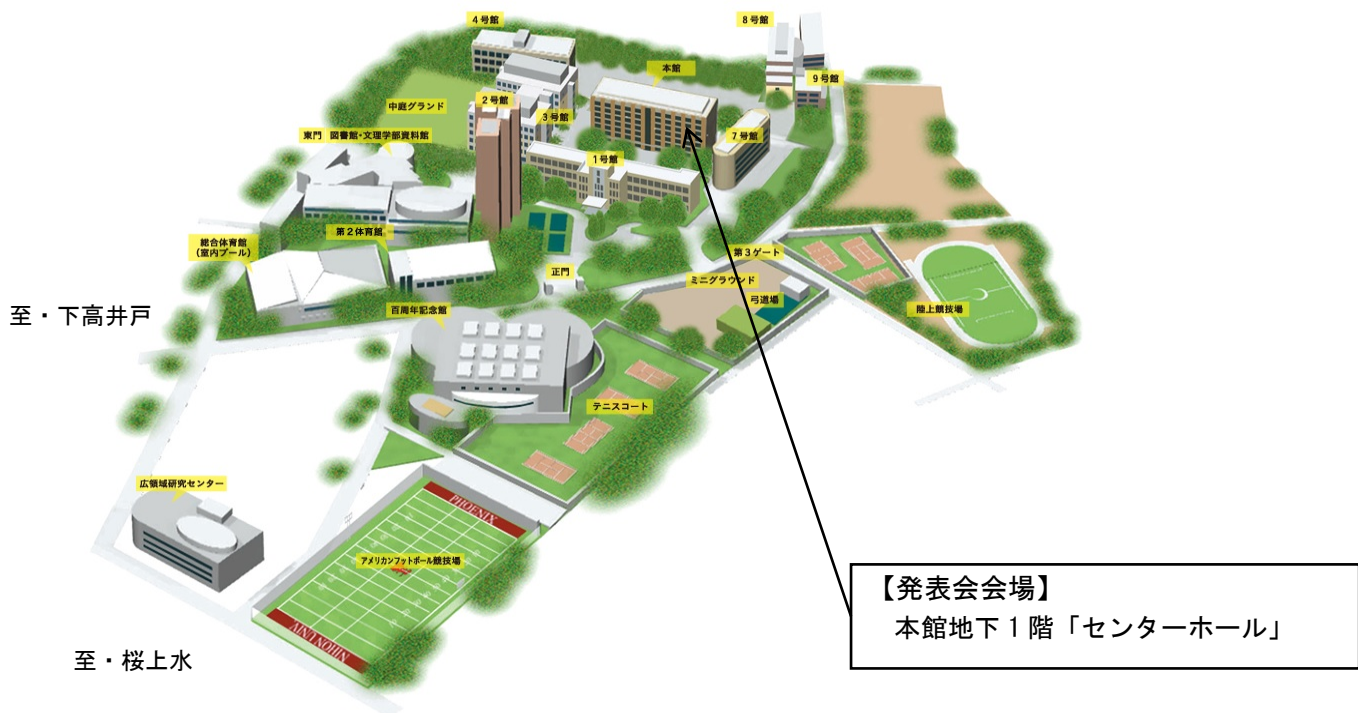 4号館
8号館
本館
9号館
中庭グランド
2号館
3号館
7号館
東門 図書館・文理学部資料館
1号館
第2体育館
総合体育館
(室内プール)
第3ゲート
正門
ミニグラウンド
弓道場
陸上競技場
至・下高井戸
百周年記念館
テニスコート
広領域研究センター
PHOENIX
アメリカンフットボール競技場
NIHON UNIV
【発表会会場】
本館地下1階「センターホール」
至・桜上水